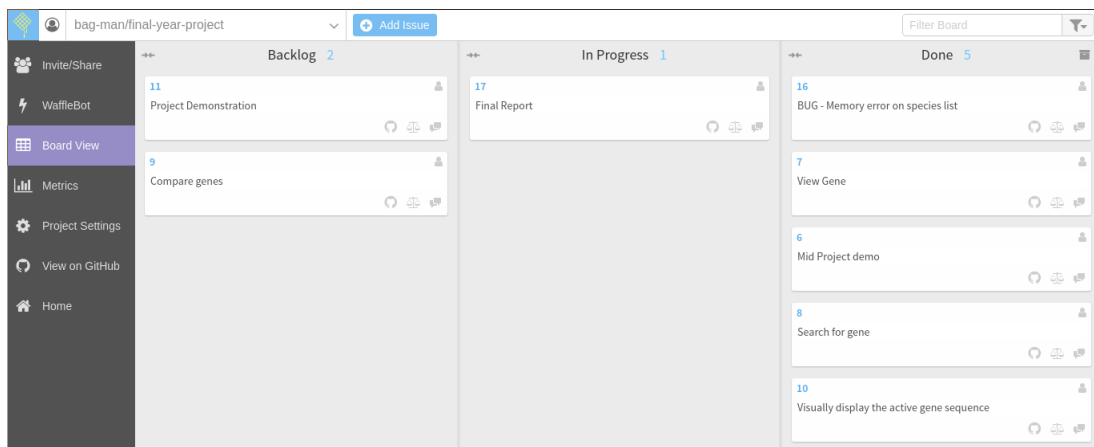 bag-man/final-year-project
Add Issue
Filter Board
Invite/Share
WaffleBot
Board View
Metrics
Project Settings
View on GitHub
Home
Backlog 2
11
Project Demonstration
9
Compare genes
In Progress 1
17
Final Report
Done 5
16
BUG - Memory error on species list
7
View Gene
6
Mid Project demo
8
Search for gene
10
Visually display the active gene sequence